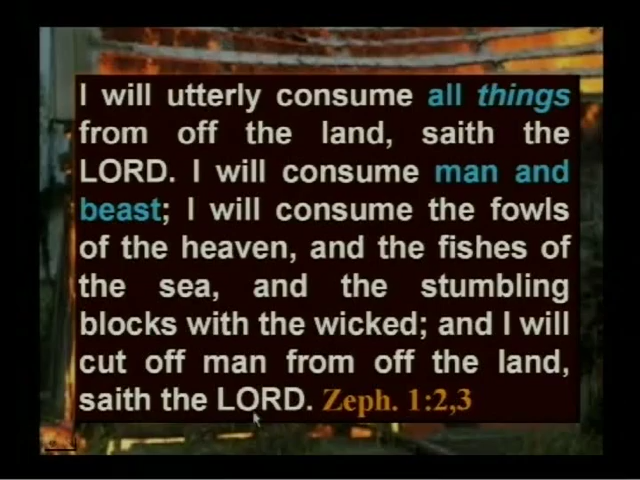 I will utterly consume all things
from off the land, saith the
LORD. I will consume man and
beast; I will consume the fowls
of the heaven, and the fishes of
the sea, and the stumbling
blocks with the wicked; and I will
cut off man from off the land,
saith the LORD. Zeph. 1:2,3